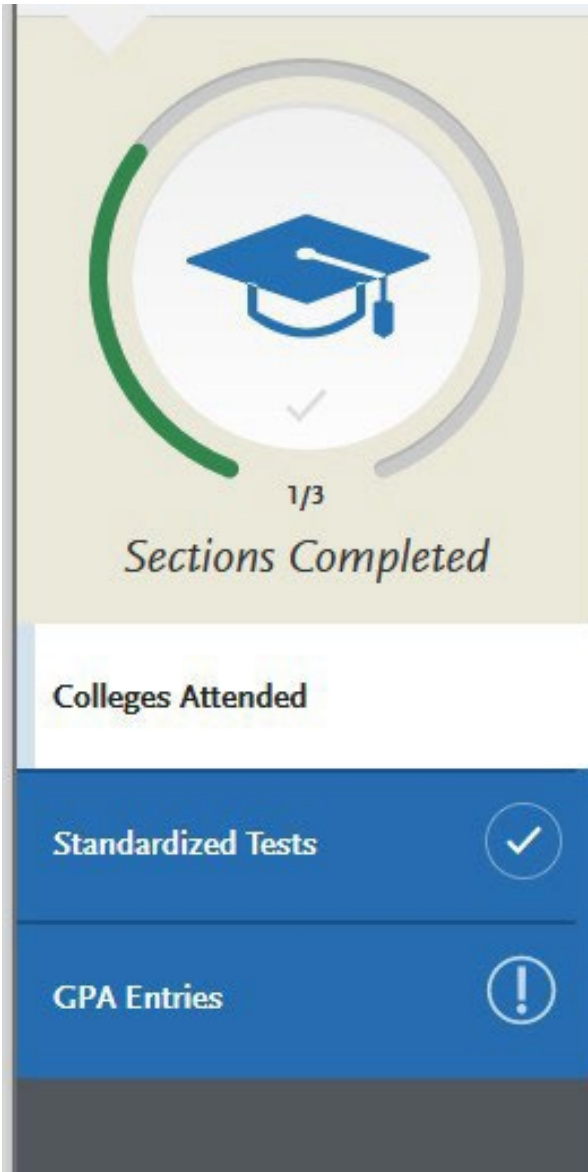 1/3
Sections Completed
Colleges Attended
Standardized Tests
GPA Entries